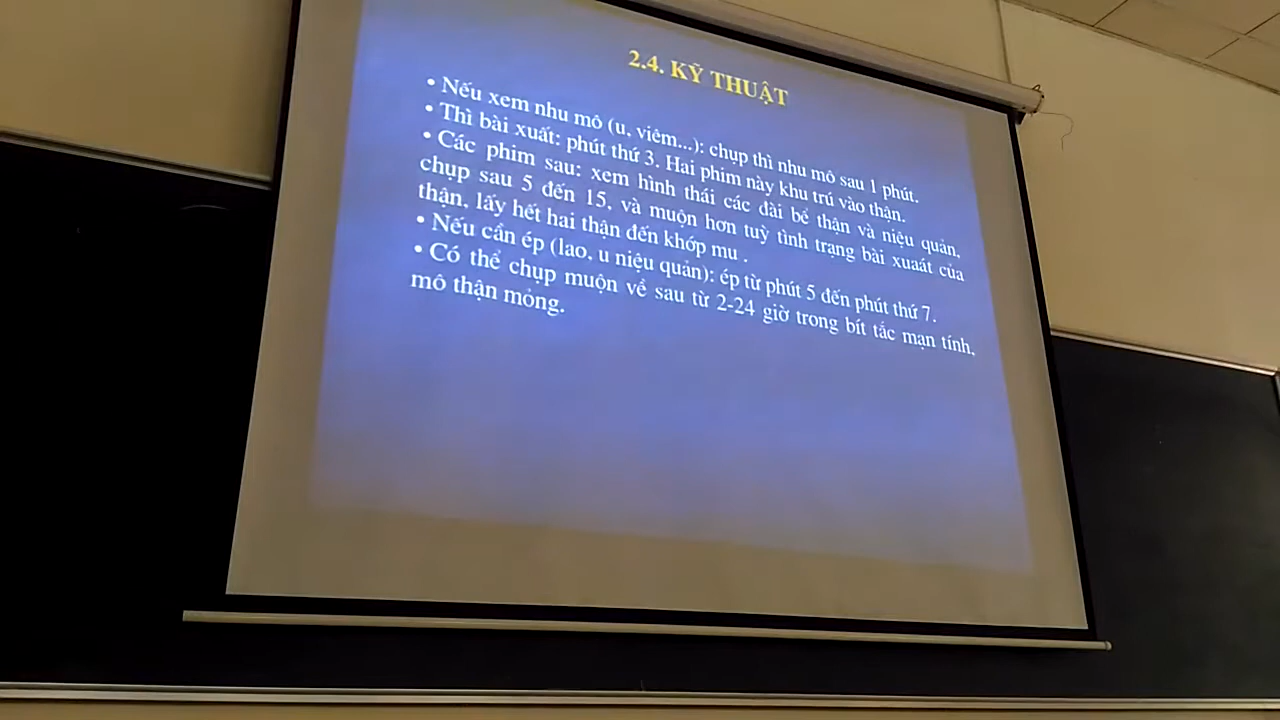 2.4. KỸ THUẬT
• Nếu xem nhu mô (u, viêm...): chụp thì nhu mô sau 1 phút.
• Thì bài xuất: phút thứ 3. Hai phim này khu trú vào thận.
• Các phim sau: xem hình thái các đài bể thận và niệu quản,
chụp sau 5 đến 15, và muộn hơn tuỳ tình trạng bài xuaát của
thận, lấy hết hai thận đến khớp mu .
• Nếu cần ép (lao, u niệu quản): ép từ phút 5 đến phút thứ 7.
• Có thể chụp muộn về sau từ 2-24 giờ trong bít tắc mạn tính,
mô thận mỏng.